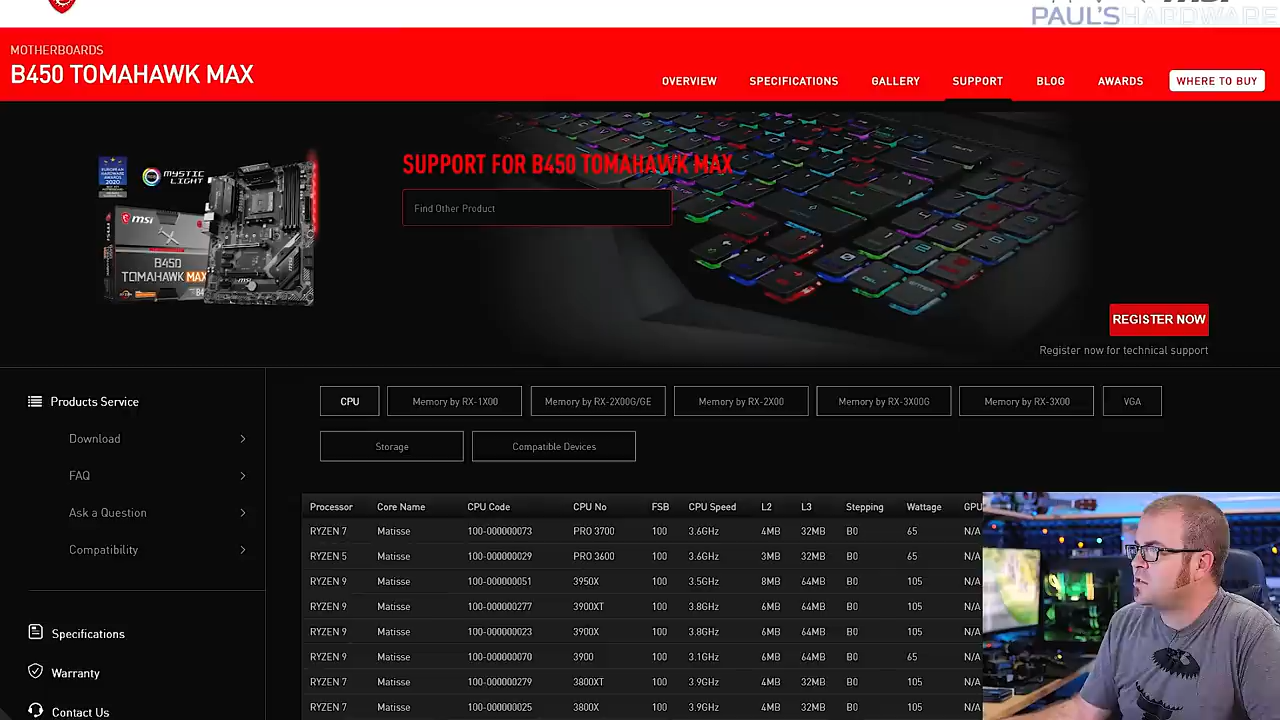 PAUL'SHARDWARE
MOTHERBOARDS
B450 TOMAHAWK MAX
OVERVIEW SPECIFICATIONS GALLERY SUPPORT BLOG AWARDS WHERE TO BUY
MYSTIC LIGHT
msi
B450
TOMAHAWK MAX
SUPPORT FOR B450 TOMAHAWK MAX
Find Other Product
REGISTER NOW
Register now for technical support
Products Service
Download
FAQ
Ask a Question
Compatibility
Specifications
Warranty
Contact Us
CPU Memory by RX-1X00 Memory by RX-2X00G/GE Memory by RX-2X00 Memory by RX-3X00G Memory by RX-3X00 VGA
Storage Compatible Devices
Processor Core Name CPU Code CPU No FSB CPU Speed L2 L3 Stepping Wattage GPU
RYZEN 7 Matisse 100-000000073 PRO 3700 100 3.6GHz 4MB 32MB B0 65 N/A
RYZEN 5 Matisse 100-000000029 PRO 3600 100 3.6GHz 3MB 32MB B0 65 N/A
RYZEN 9 Matisse 100-000000051 3950X 100 3.5GHz 8MB 64MB B0 105 N/A
RYZEN 9 Matisse 100-000000277 3900XT 100 3.8GHz 6MB 64MB B0 105 N/A
RYZEN 9 Matisse 100-000000023 3900X 100 3.8GHz 6MB 64MB B0 105 N/A
RYZEN 9 Matisse 100-000000070 3900 100 3.1GHz 6MB 64MB B0 65 N/A
RYZEN 7 Matisse 100-000000279 3800XT 100 3.9GHz 4MB 32MB B0 105 N/A
RYZEN 7 Matisse 100-000000025 3800X 100 3.9GHz 4MB 32MB B0 105 N/A